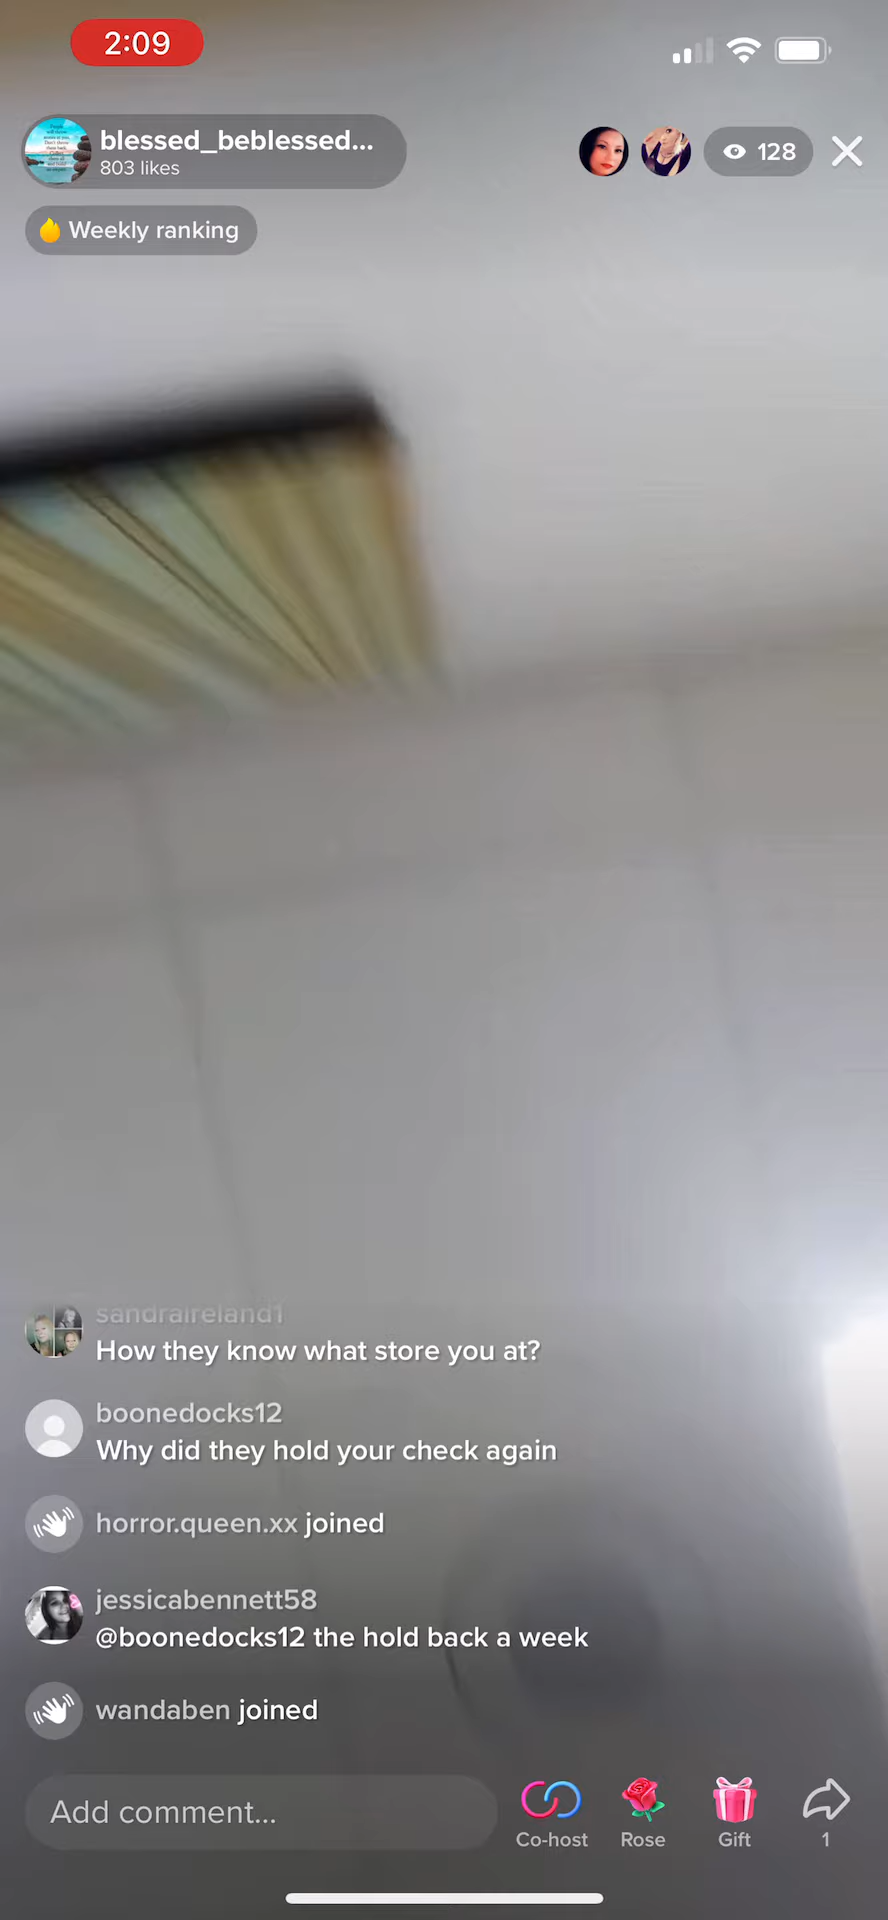 2:09
blessed_beblessed...
803 likes
128
Weekly ranking
sandraireland1
How they know what store you at?
boonedocks12
Why did they hold your check again
horror.queen.xx joined
jessicabennett58
@boonedocks12 the hold back a week
wandaben joined
Add comment...
Co-host
Rose
Gift
1